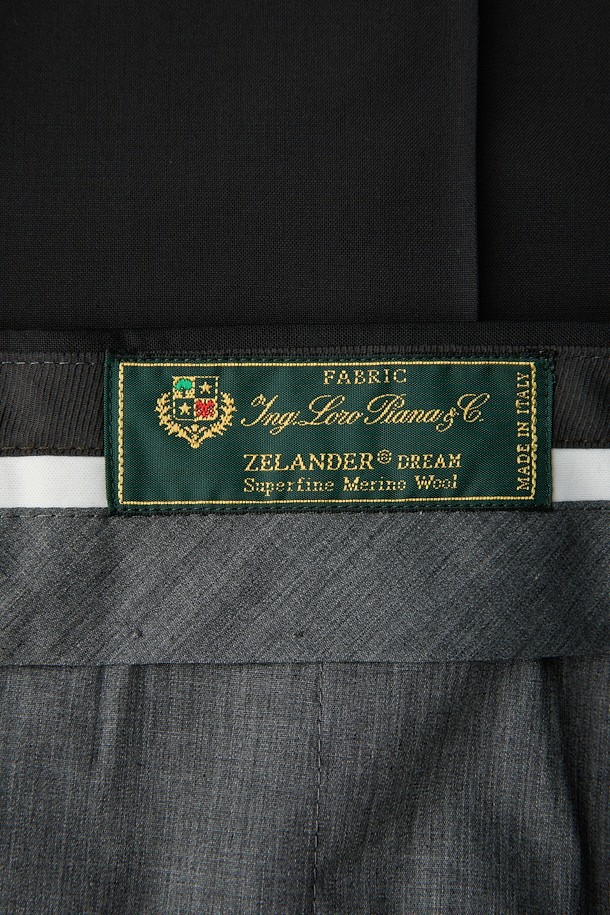 FABRIC
Ing. Loro Piana & C.
ZELANDER® DREAM
Superfine Merino Wool
MADE IN ITALY